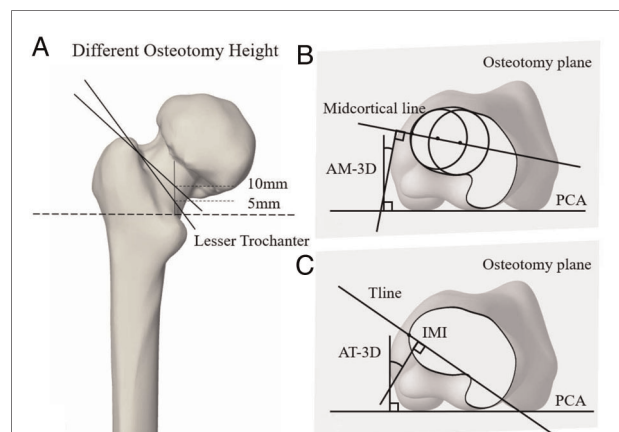 A
Different Osteotomy Height
10mm
5mm
Lesser Trochanter
B
Osteotomy plane
Midcortical line
AM-3D
PCA
C
Osteotomy plane
Tline
IMI
AT-3D
PCA